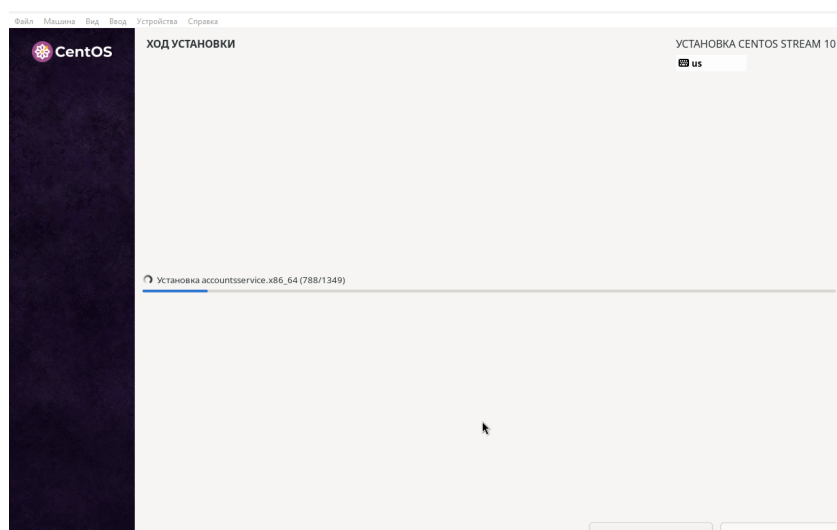 Файл Машина Вид Ввод Устройства Справка
CentOS
ХОД УСТАНОВКИ
УСТАНОВКА CENTOS STREAM 10
us
Установка accountsservice.x86_64 (788/1349)